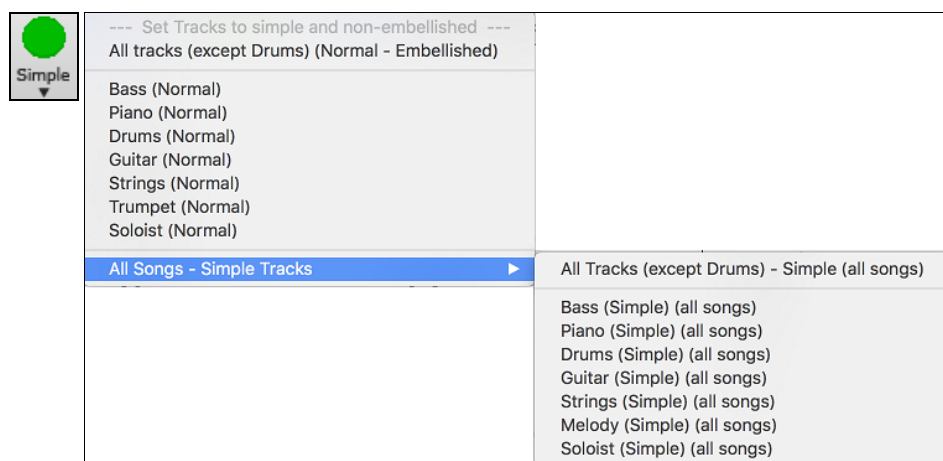 Simple
--- Set Tracks to simple and non-embellished ---
All tracks (except Drums) (Normal - Embellished)
Bass (Normal)
Piano (Normal)
Drums (Normal)
Guitar (Normal)
Strings (Normal)
Trumpet (Normal)
Soloist (Normal)
All Songs - Simple Tracks
All Tracks (except Drums) - Simple (all songs)
Bass (Simple) (all songs)
Piano (Simple) (all songs)
Drums (Simple) (all songs)
Guitar (Simple) (all songs)
Strings (Simple) (all songs)
Melody (Simple) (all songs)
Soloist (Simple) (all songs)